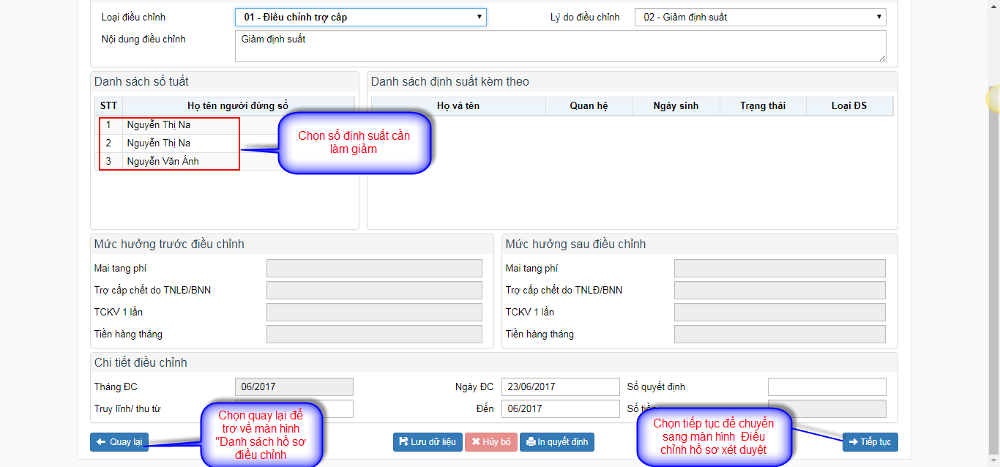 Loại điều chỉnh 01 - Điều chỉnh trợ cấp Lý do điều chỉnh 02 - Giảm định suất
Nội dung điều chỉnh Giảm định suất
Danh sách số tuất Danh sách định suất kèm theo
STT Họ tên người đứng sổ Họ và tên Quan hệ Ngày sinh Trạng thái Loại ĐS
1 Nguyễn Thị Na
2 Nguyễn Thị Na
3 Nguyễn Văn Ánh
Chọn sổ định suất cần
làm giảm
Mức hưởng trước điều chỉnh Mức hưởng sau điều chỉnh
Mai tang phí Mai tang phí
Trợ cấp chết do TNLĐ/BNN Trợ cấp chết do TNLĐ/BNN
TCKV 1 lần TCKV 1 lần
Tiền hàng tháng Tiền hàng tháng
Chi tiết điều chỉnh
Tháng ĐC 06/2017 Ngày ĐC 23/06/2017 Số quyết định
Truy lĩnh/ thu từ Đến 06/2017 Số tiền
Chọn quay lại để
trơ về màn hình
"Danh sách hồ sơ
điều chỉnh
Chọn tiếp tục để chuyển
sang màn hình Điều
chỉnh hồ sơ xét duyệt
Quay lại Lưu dữ liệu Hủy bỏ In quyết định Tiếp tục